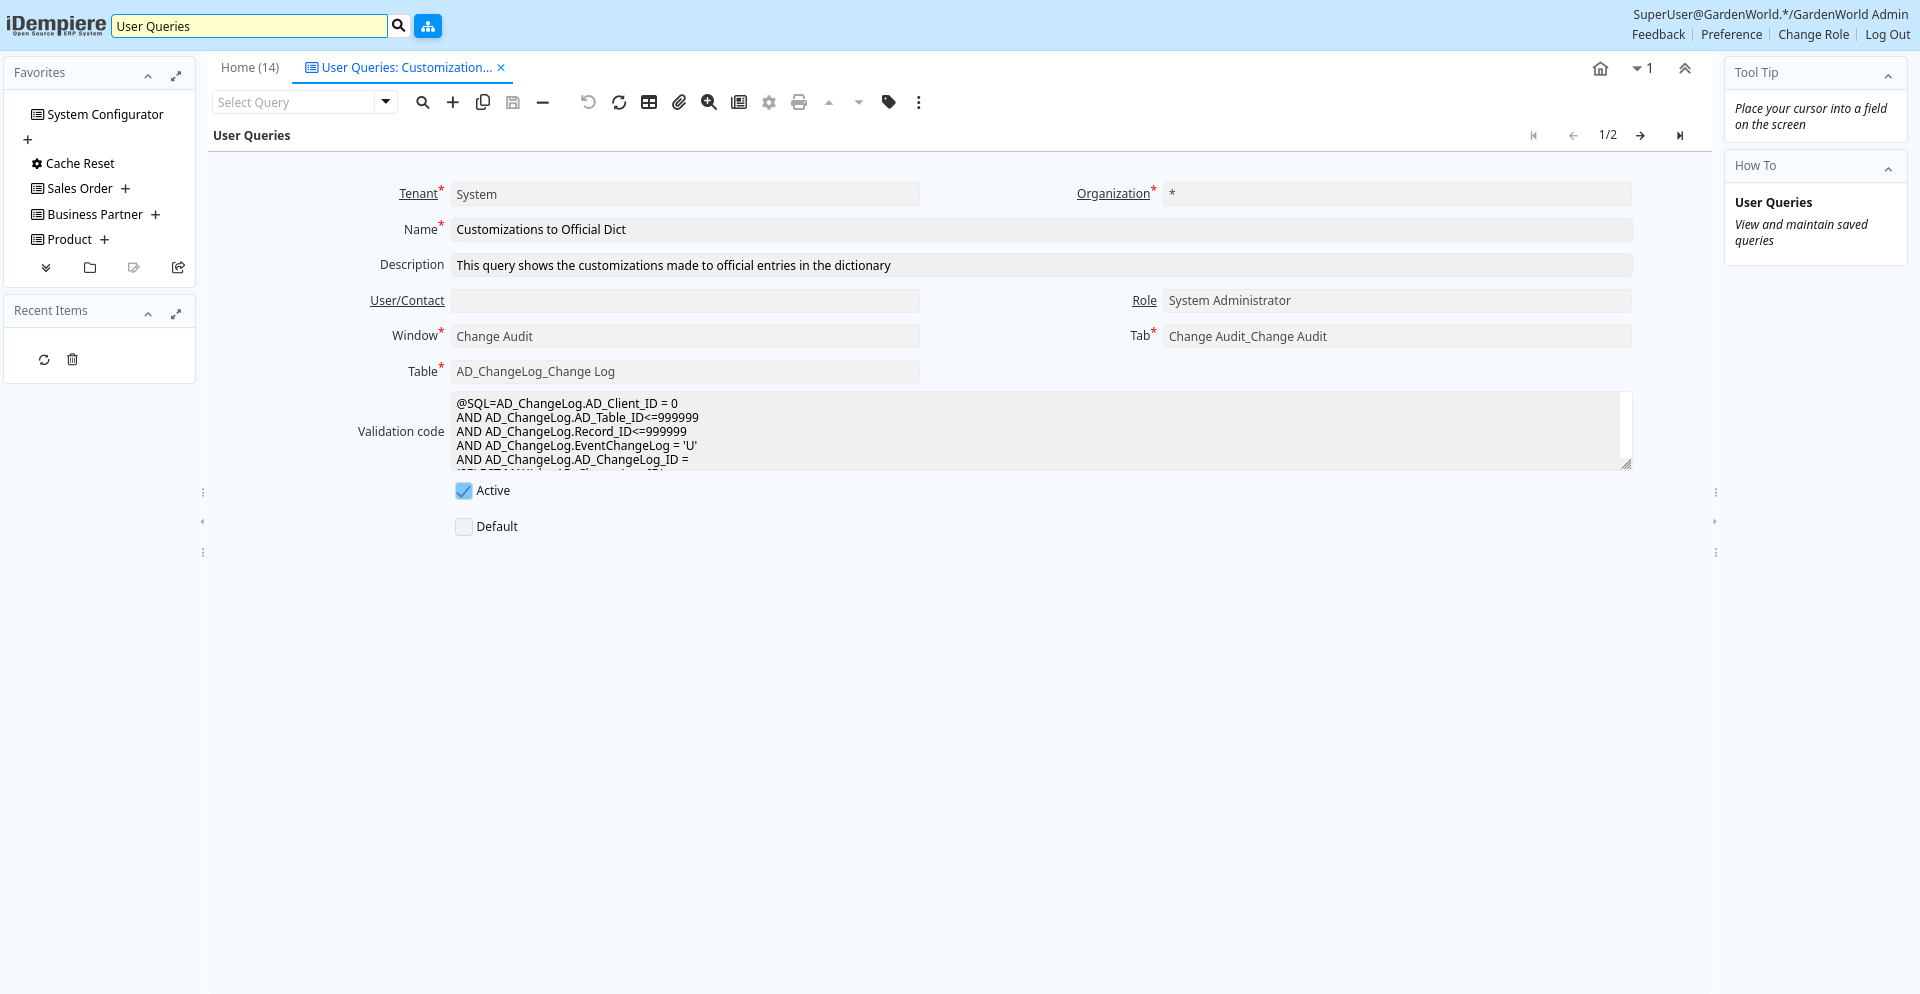 iDempiere
Open Source ERP System
User Queries
SuperUser@GardenWorld.*/GardenWorld Admin
Feedback
Preference
Change Role
Log Out
Favorites
System Configurator
Cache Reset
Sales Order
Business Partner
Product
Recent Items
Home (14)
User Queries: Customization...
1
Select Query
User Queries
1/2
Tenant*
System
Organization*
*
Name*
Customizations to Official Dict
Description
This query shows the customizations made to official entries in the dictionary
User/Contact
Role
System Administrator
Window*
Change Audit
Tab*
Change Audit_Change Audit
Table*
AD_ChangeLog_Change Log
Validation code
@SQL=AD_ChangeLog.AD_Client_ID = 0
AND AD_ChangeLog.AD_Table_ID<=999999
AND AD_ChangeLog.Record_ID<=999999
AND AD_ChangeLog.EventChangeLog = 'U'
AND AD_ChangeLog.AD_ChangeLog_ID =
Active
Default
Tool Tip
Place your cursor into a field
on the screen
How To
User Queries
View and maintain saved
queries